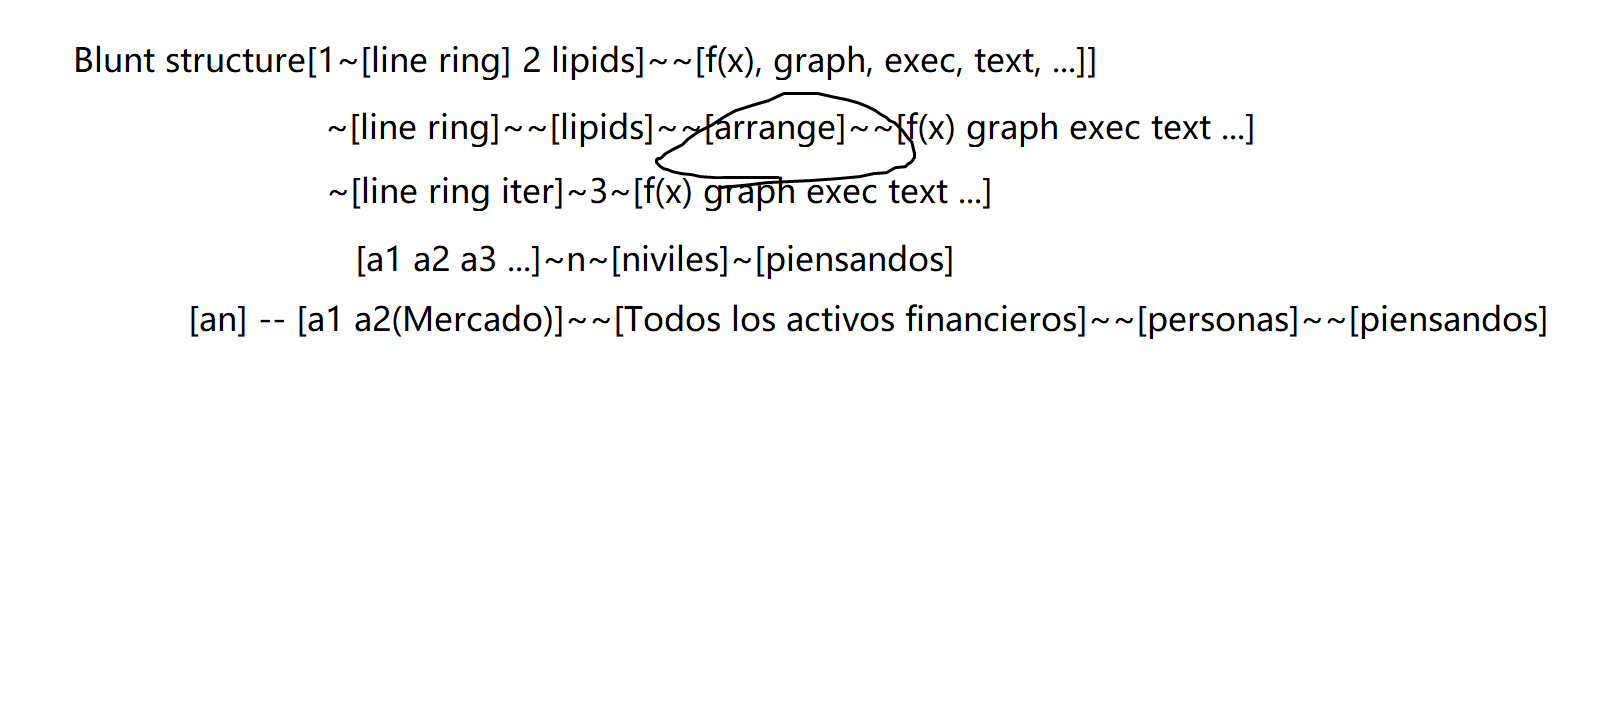 Blunt structure[1~[line ring] 2 lipids]~~[f(x), graph, exec, text, ...]]
~[line ring]~~[lipids]~~[arrange]~~[f(x) graph exec text ...]
~[line ring iter]~3~[f(x) graph exec text ...]
[a1 a2 a3 ...]~n~[niviles]~[piensandos]
[an] -- [a1 a2(Mercado)]~~[Todos los activos financieros]~~[personas]~~[piensandos]